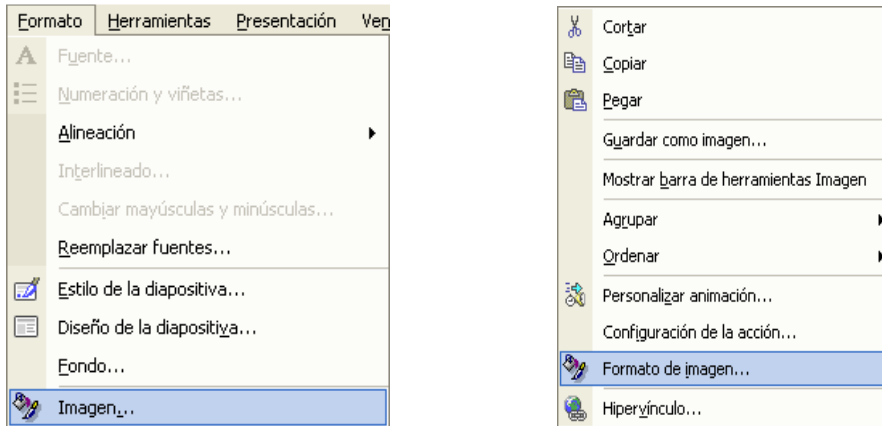 Formato Herramientas Presentación Ven
Fuente...
Numeración y viñetas...
Alineación
Interlineado...
Cambiar mayúsculas y minúsculas...
Reemplazar fuentes...
Estilo de la diapositiva...
Diseño de la diapositiva...
Fondo...
Imagen...
Cortar
Copiar
Pegar
Guardar como imagen...
Mostrar barra de herramientas Imagen
Agrupar
Ordenar
Personalizar animación...
Configuración de la acción...
Formato de imagen...
Hipervínculo...